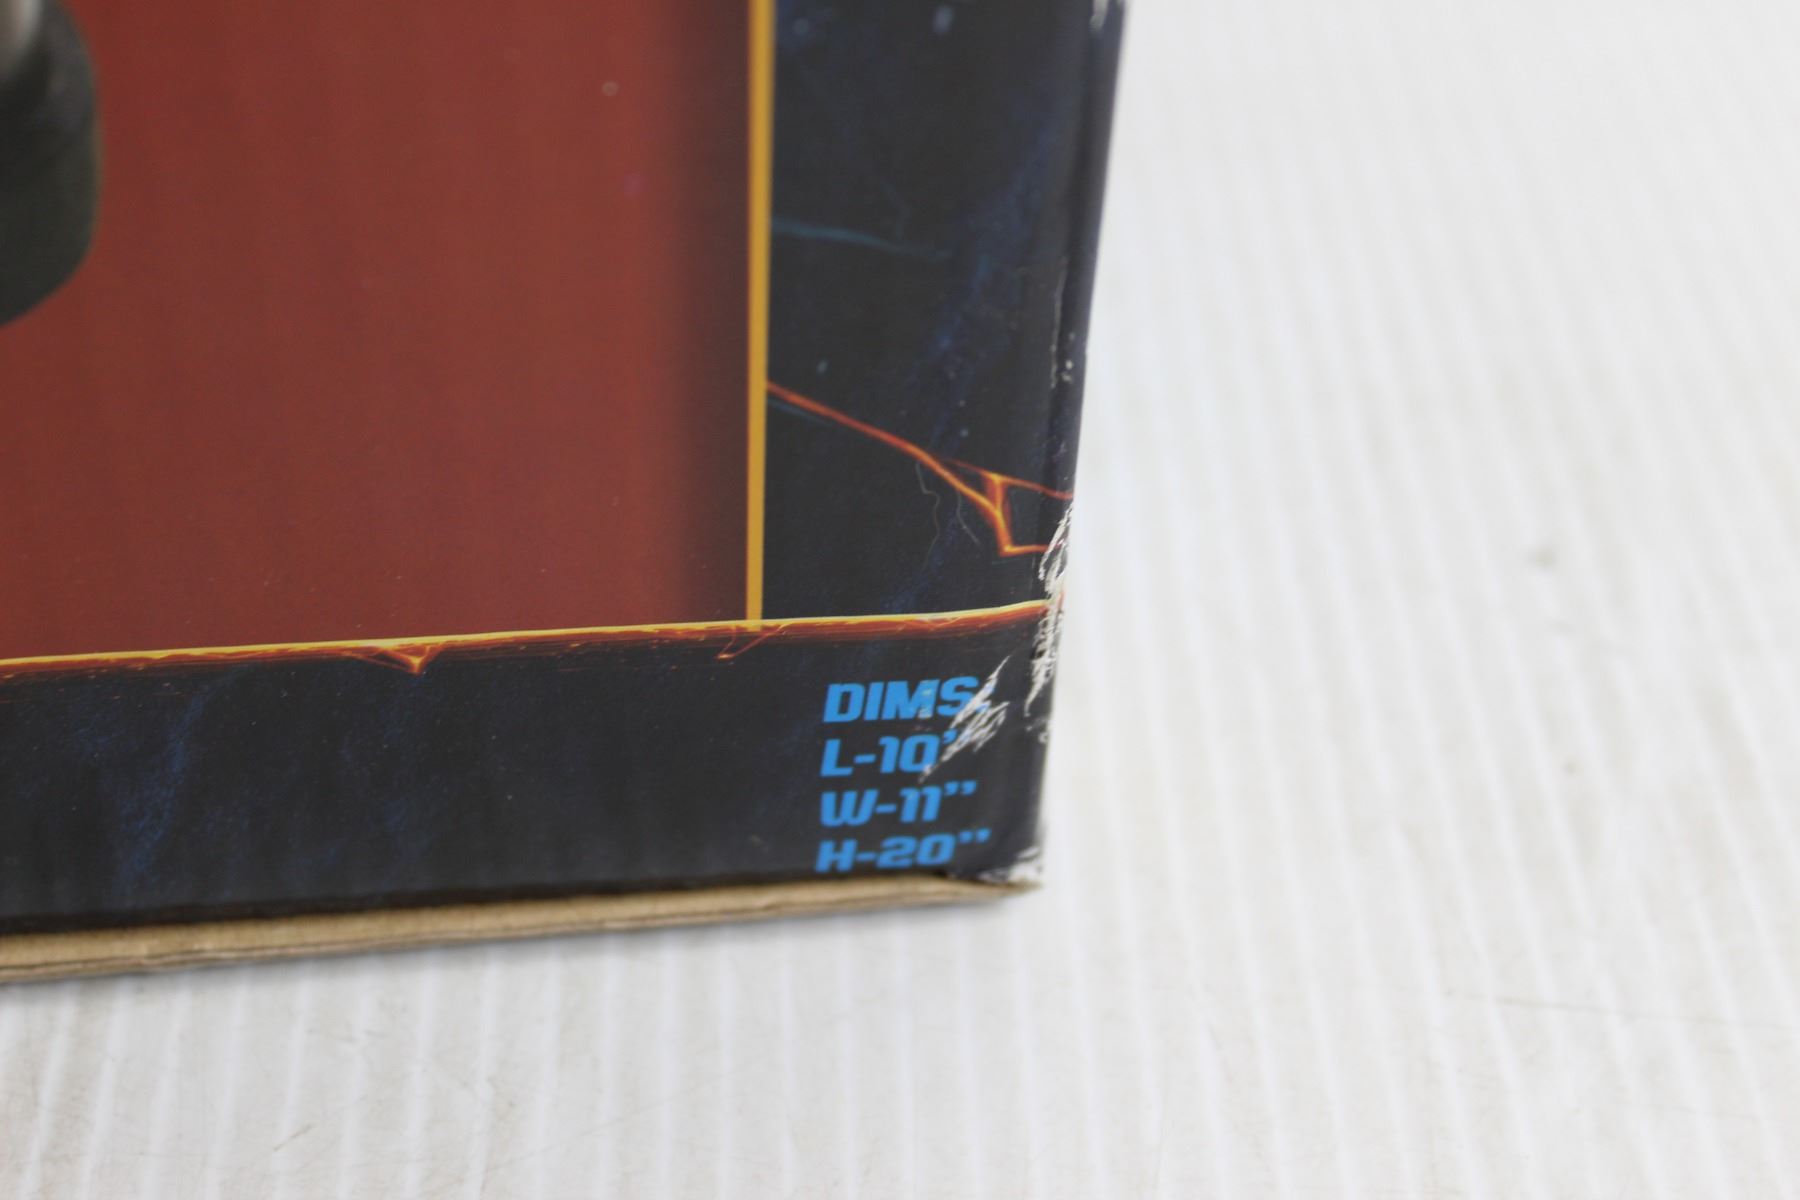 DIMS,
L-10"
W-11"
H-20"